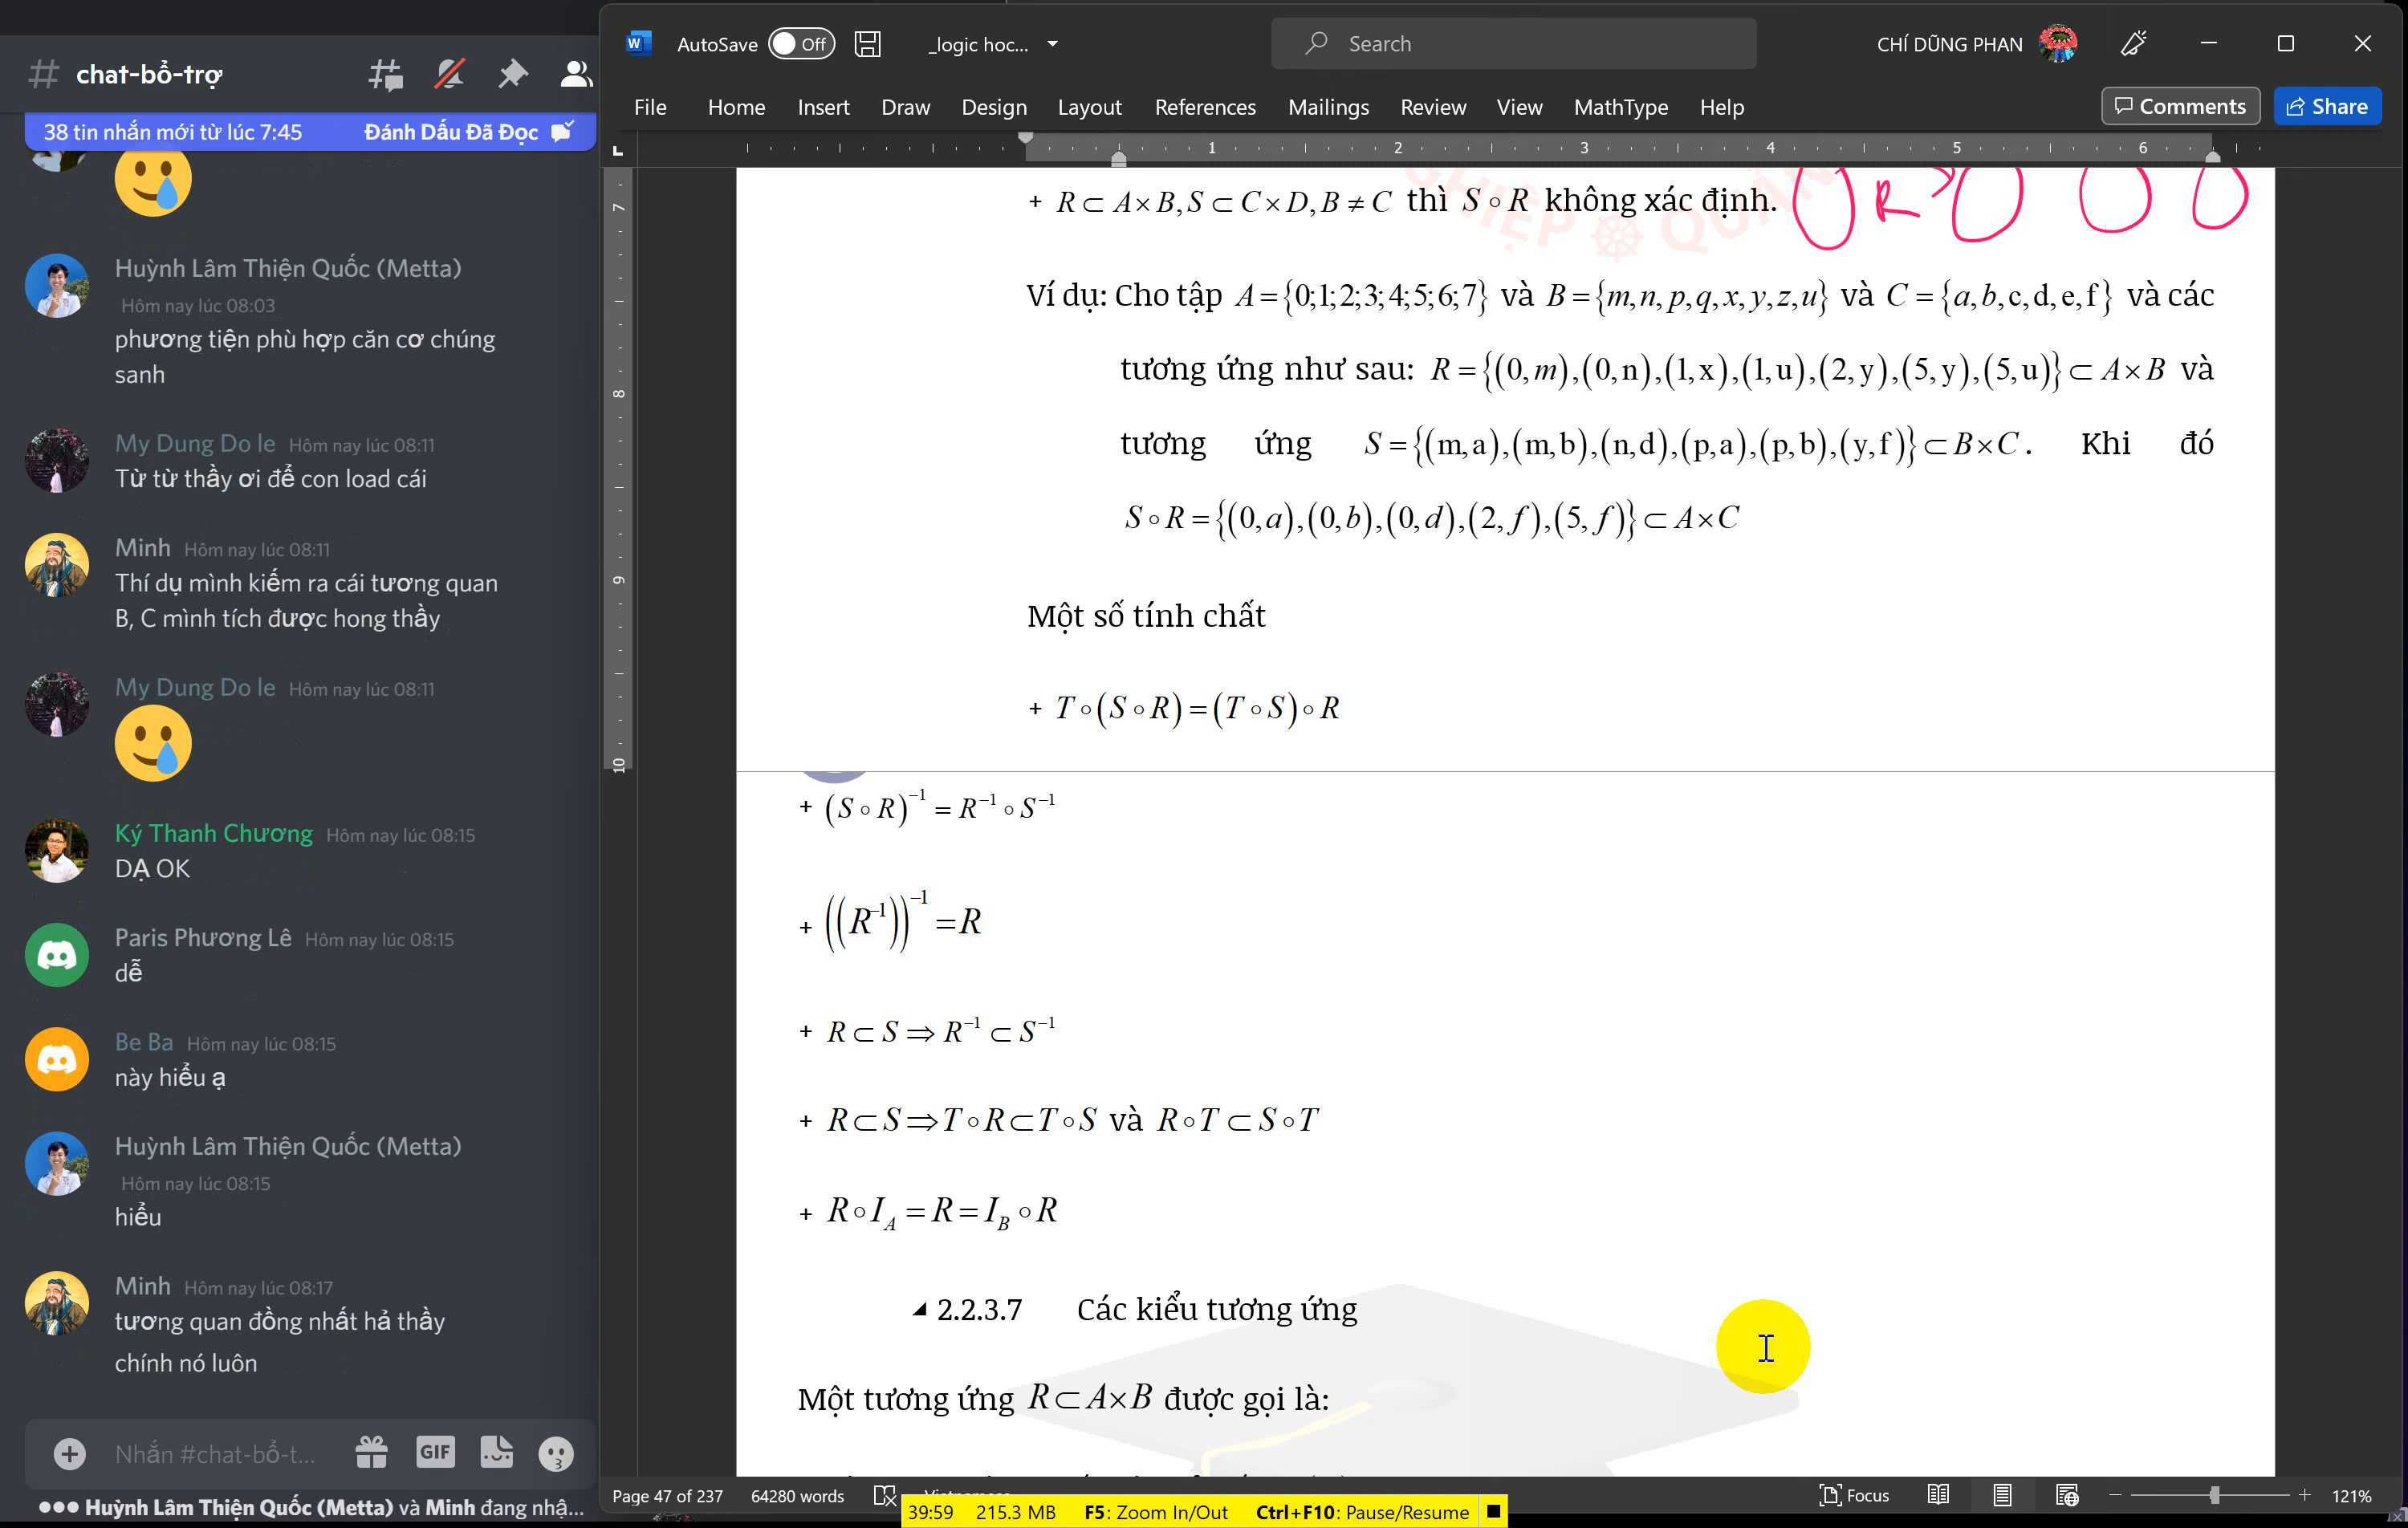 chat-bổ-trợ
38 tin nhắn mới từ lúc 7:45 Đánh Dấu Đã Đọc
Huỳnh Lâm Thiện Quốc (Metta)
Hôm nay lúc 08:03
phương tiện phù hợp căn cơ chúng
sanh
My Dung Do le Hôm nay lúc 08:11
Từ từ thầy ơi để con load cái
Minh Hôm nay lúc 08:11
Thí dụ mình kiếm ra cái tương quan
B, C mình tích được hong thầy
My Dung Do le Hôm nay lúc 08:11
Ký Thanh Chương Hôm nay lúc 08:15
DẠ OK
Paris Phương Lê Hôm nay lúc 08:15
dễ
Be Ba Hôm nay lúc 08:15
này hiểu ạ
Huỳnh Lâm Thiện Quốc (Metta)
Hôm nay lúc 08:15
hiểu
Minh Hôm nay lúc 08:17
tương quan đồng nhất hả thầy
chính nó luôn
Nhắn #chat-bổ-t... GIF
Huỳnh Lâm Thiện Quốc (Metta) và Minh đang nhậ...
AutoSave Off _logic hoc... Search CHÍ DŨNG PHAN
File Home Insert Draw Design Layout References Mailings Review View MathType Help Comments Share
1 2 3 4 5 6
7
8
9
10
GHIỆP QUẢN
+ R ⊂ A×B, S ⊂ C×D, B ≠ C thì S∘R không xác định.
R
Ví dụ: Cho tập A={0;1;2;3;4;5;6;7} và B={m,n,p,q,x,y,z,u} và C={a,b,c,d,e,f} và các
tương ứng như sau: R={(0,m),(0,n),(1,x),(1,u),(2,y),(5,y),(5,u)}⊂A×B và
tương ứng S={(m,a),(m,b),(n,d),(p,a),(p,b),(y,f)}⊂B×C. Khi đó
S∘R={(0,a),(0,b),(0,d),(2,f),(5,f)}⊂A×C
Một số tính chất
+ T∘(S∘R)=(T∘S)∘R
+ (S∘R)⁻¹ = R⁻¹∘S⁻¹
+ ((R⁻¹))⁻¹ = R
+ R⊂S⇒R⁻¹⊂S⁻¹
+ R⊂S⇒T∘R⊂T∘S và R∘T⊂S∘T
+ R∘I_A = R = I_B∘R
2.2.3.7 Các kiểu tương ứng
Một tương ứng R⊂A×B được gọi là:
Page 47 of 237 64280 words Focus 121%
39:59 215.3 MB F5: Zoom In/Out Ctrl+F10: Pause/Resume